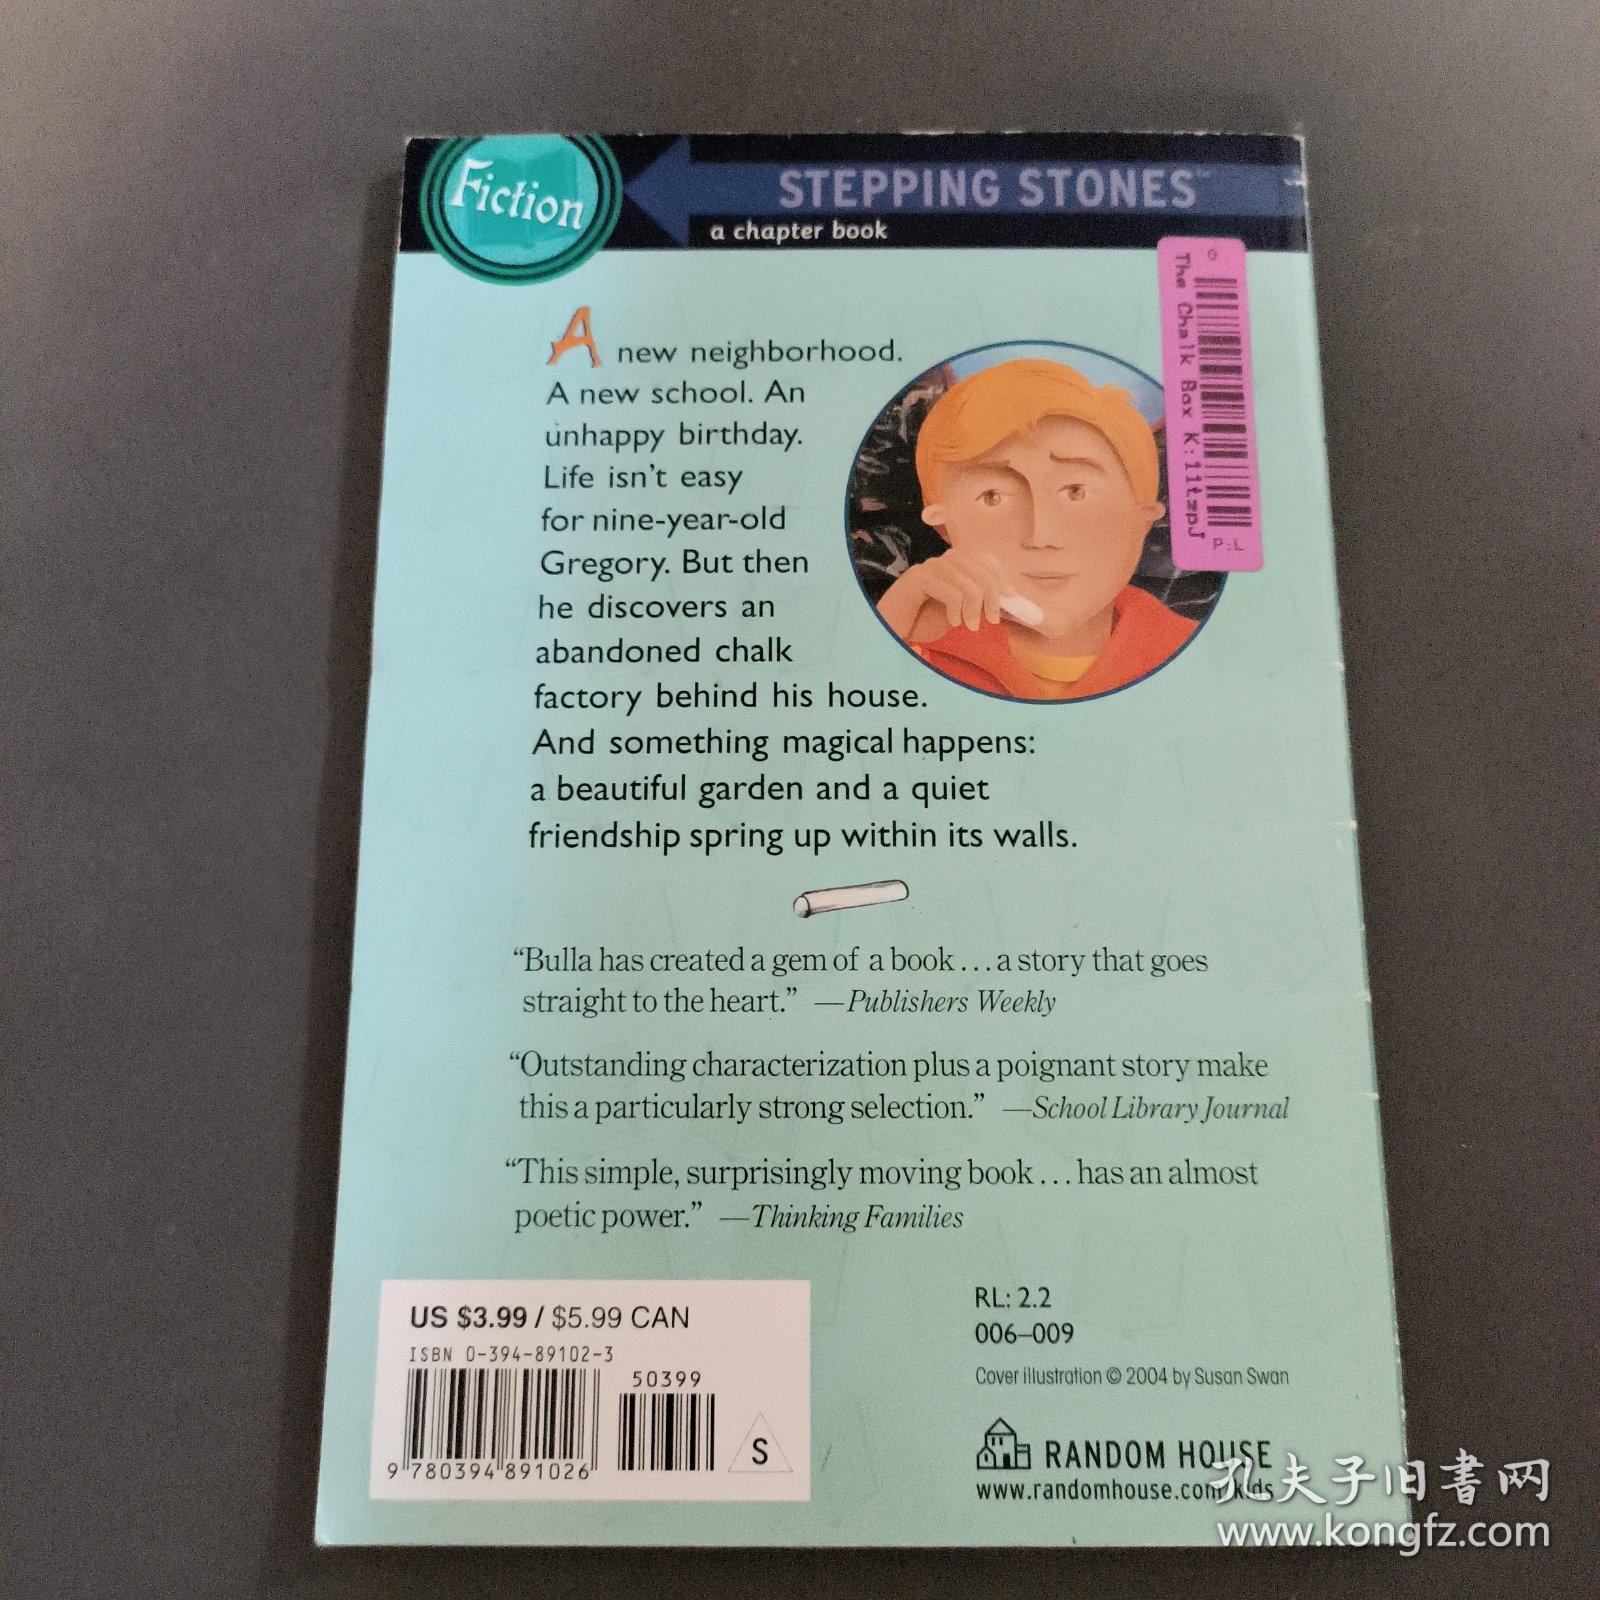 Fiction
STEPPING STONES™
a chapter book
The Chalk Box K:11tzpJ
P:L
A new neighborhood.
A new school. An
unhappy birthday.
Life isn't easy
for nine-year-old
Gregory. But then
he discovers an
abandoned chalk
factory behind his house.
And something magical happens:
a beautiful garden and a quiet
friendship spring up within its walls.
“Bulla has created a gem of a book...a story that goes
straight to the heart.” —Publishers Weekly
“Outstanding characterization plus a poignant story make
this a particularly strong selection.” —School Library Journal
“This simple, surprisingly moving book...has an almost
poetic power.” —Thinking Families
US $3.99 / $5.99 CAN
ISBN 0-394-89102-3
50399
9 780394 891026
S
RL: 2.2
006–009
Cover illustration © 2004 by Susan Swan
RANDOM HOUSE
www.randomhouse.com/kids
孔夫子旧书网
www.kongfz.com